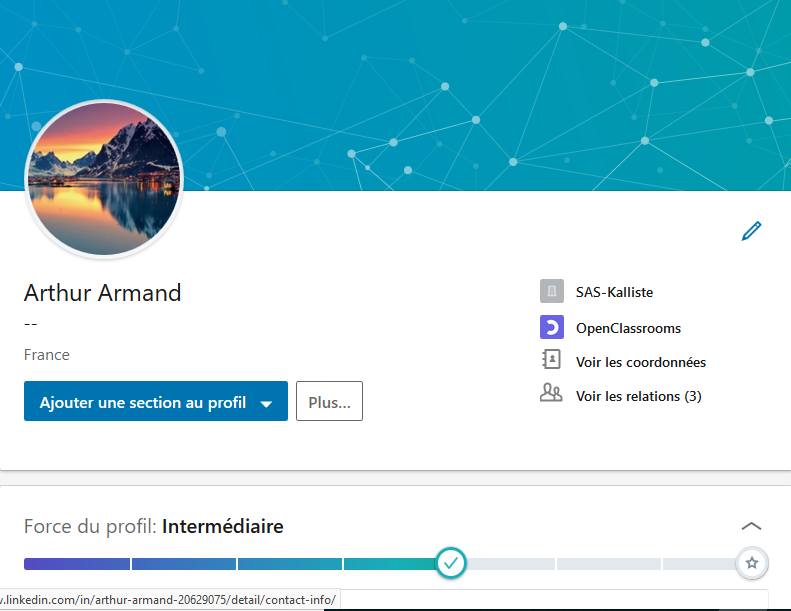 Arthur Armand
--
France
Ajouter une section au profil
Plus...
SAS-Kalliste
OpenClassrooms
Voir les coordonnées
Voir les relations (3)
Force du profil: Intermédiaire
.linkedin.com/in/arthur-armand-20629075/detail/contact-info/